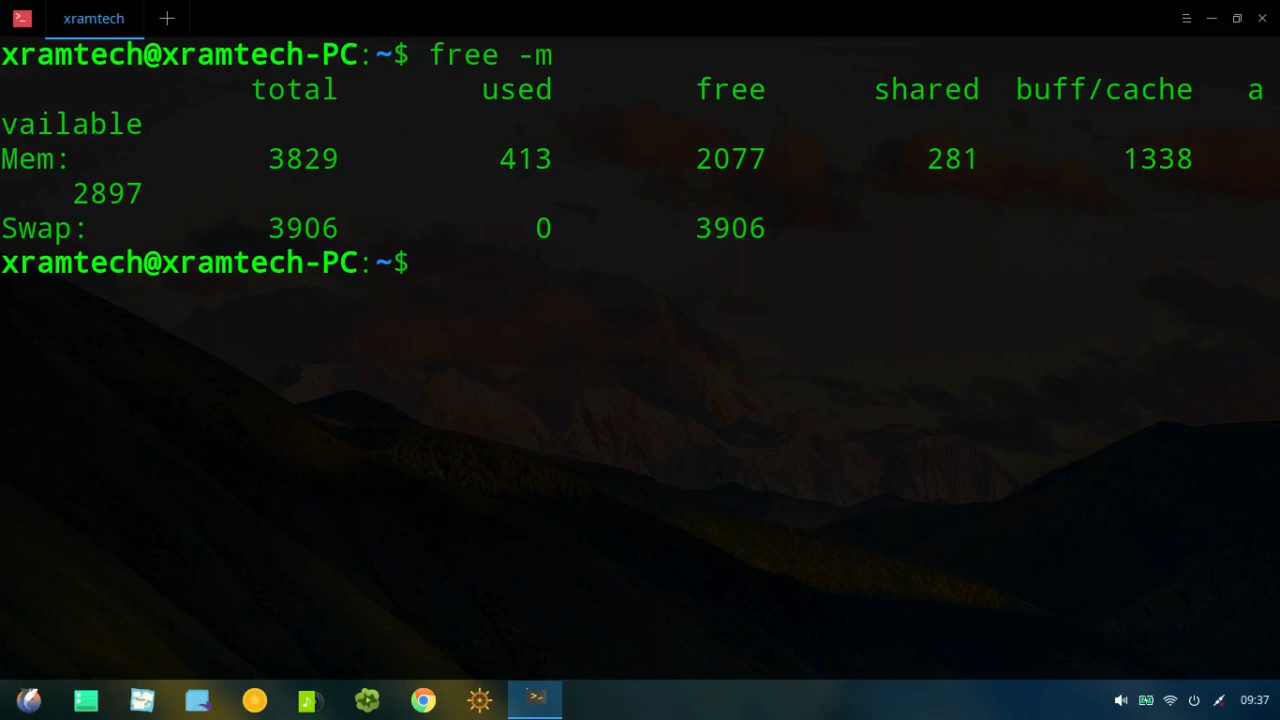 xramtech
xramtech@xramtech-PC:~$ free -m
total used free shared buff/cache a
vailable
Mem: 3829 413 2077 281 1338
2897
Swap: 3906 0 3906
xramtech@xramtech-PC:~$
09:37